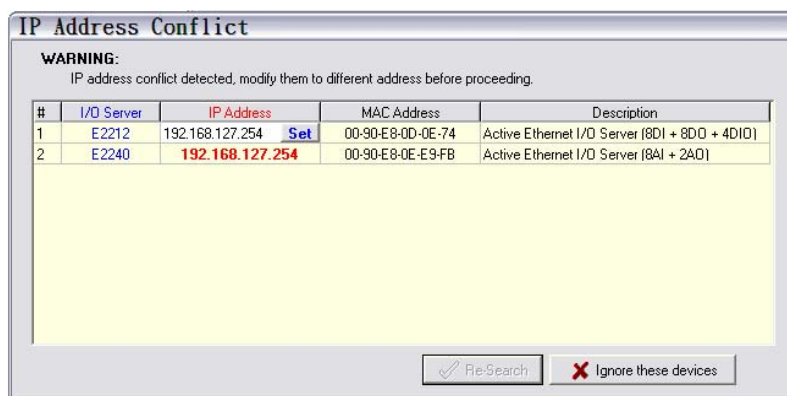 IP Address Conflict
WARNING:
IP address conflict detected, modify them to different address before proceeding.
# I/O Server IP Address MAC Address Description
1 E2212 192.168.127.254 Set 00-90-E8-0D-0E-74 Active Ethernet I/O Server (8DI + 8DO + 4DIO)
2 E2240 192.168.127.254 00-90-E8-0E-E9-FB Active Ethernet I/O Server (8AI + 2AO)
Re-Search Ignore these devices